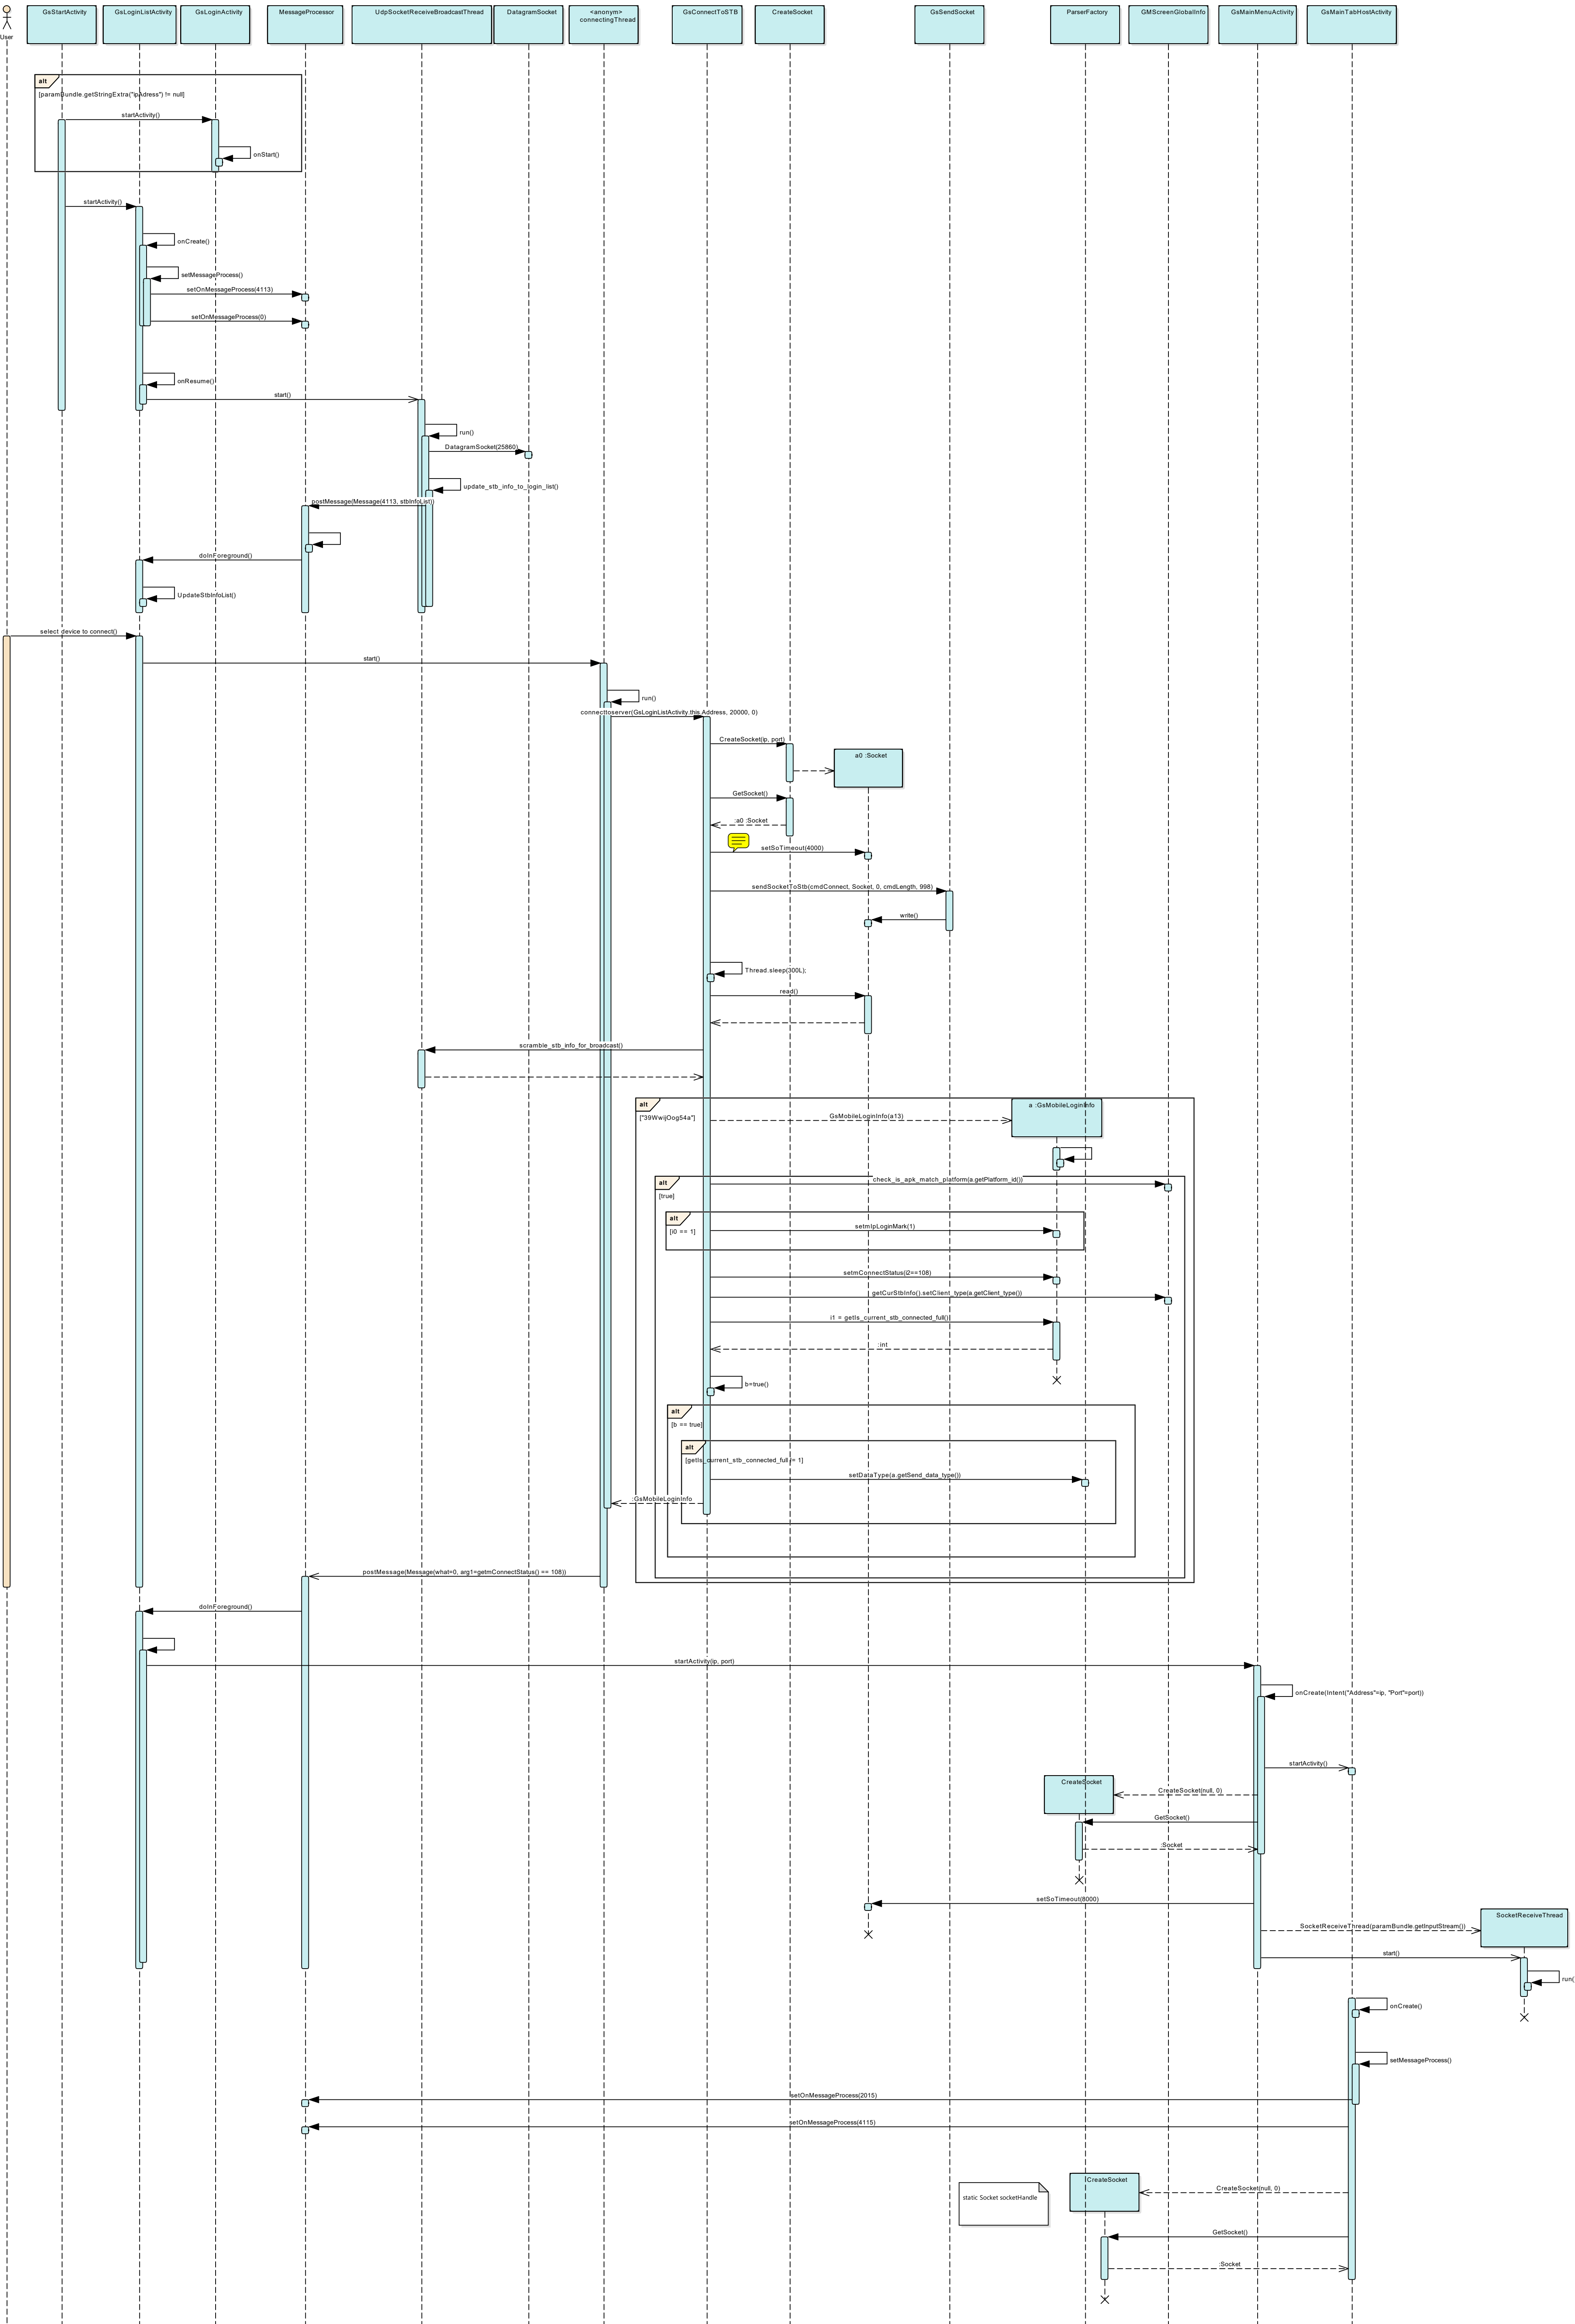 GsStartActivity
GsLoginListActivity
GsLoginActivity
MessageProcessor
UdpSocketReceiveBroadcastThread
DatagramSocket
<anonym>
connectingThread
GsConnectToSTB
CreateSocket
GsSendSocket
ParserFactory
GMScreenGlobalInfo
GsMainMenuActivity
GsMainTabHostActivity
User
alt
[paramBundle.getStringExtra("ipAdress") != null]
startActivity()
onStart()
startActivity()
onCreate()
setMessageProcess()
setOnMessageProcess(4113)
setOnMessageProcess(0)
onResume()
start()
run()
DatagramSocket(25860)
update_stb_info_to_login_list()
postMessage(Message(4113, stbInfoList))
doInForeground()
UpdateStbInfoList()
select device to connect()
start()
run()
connecttoserver(GsLoginListActivity.this.Address, 20000, 0)
CreateSocket(ip, port)
a0 :Socket
GetSocket()
:a0 :Socket
setSoTimeout(4000)
sendSocketToStb(cmdConnect, Socket, 0, cmdLength, 998)
write()
Thread.sleep(300L);
read()
scramble_stb_info_for_broadcast()
alt
["39WwijOog54a"]
GsMobileLoginInfo(a13)
a :GsMobileLoginInfo
alt
[true]
check_is_apk_match_platform(a.getPlatform_id())
alt
[i0 == 1]
setmIpLoginMark(1)
setmConnectStatus(i2==108)
getCurStbInfo().setClient_type(a.getClient_type())
i1 = getIs_current_stb_connected_full()
:int
b=true()
alt
[b == true]
alt
[getIs_current_stb_connected_full != 1]
setDataType(a.getSend_data_type())
:GsMobileLoginInfo
postMessage(Message(what=0, arg1=getmConnectStatus() == 108))
doInForeground()
startActivity(ip, port)
onCreate(Intent("Address"=ip, "Port"=port))
startActivity()
CreateSocket
CreateSocket(null, 0)
GetSocket()
:Socket
setSoTimeout(8000)
SocketReceiveThread
SocketReceiveThread(paramBundle.getInputStream())
start()
run(
onCreate()
setMessageProcess()
setOnMessageProcess(2015)
setOnMessageProcess(4115)
CreateSocket
static Socket socketHandle
CreateSocket(null, 0)
GetSocket()
:Socket